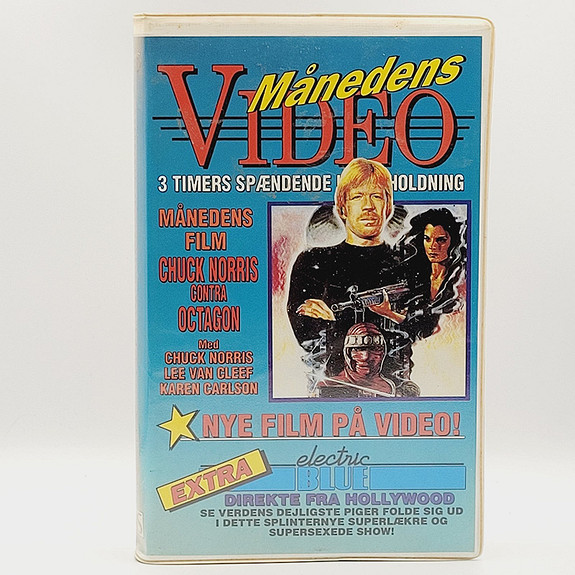 Månedens
VIDEO
3 TIMERS SPÆNDENDE HOLDNING
MÅNEDENS
FILM
CHUCK NORRIS
CONTRA
OCTAGON
Med
CHUCK NORRIS
LEE VAN CLEEF
KAREN CARLSON
NYE FILM PÅ VIDEO!
electric
BLUE
EXTRA
DIREKTE FRA HOLLYWOOD
SE VERDENS DEJLIGSTE PIGER FOLDE SIG UD
I DETTE SPLINTERNYE SUPERLÆKRE OG
SUPERSEXEDE SHOW!